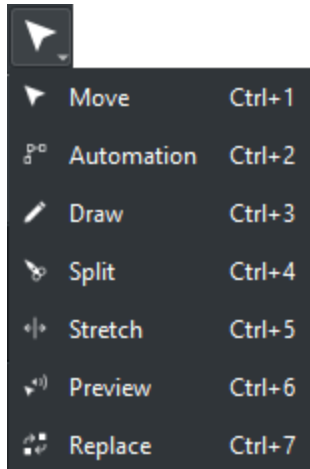 Move Ctrl+1
Automation Ctrl+2
Draw Ctrl+3
Split Ctrl+4
Stretch Ctrl+5
Preview Ctrl+6
Replace Ctrl+7